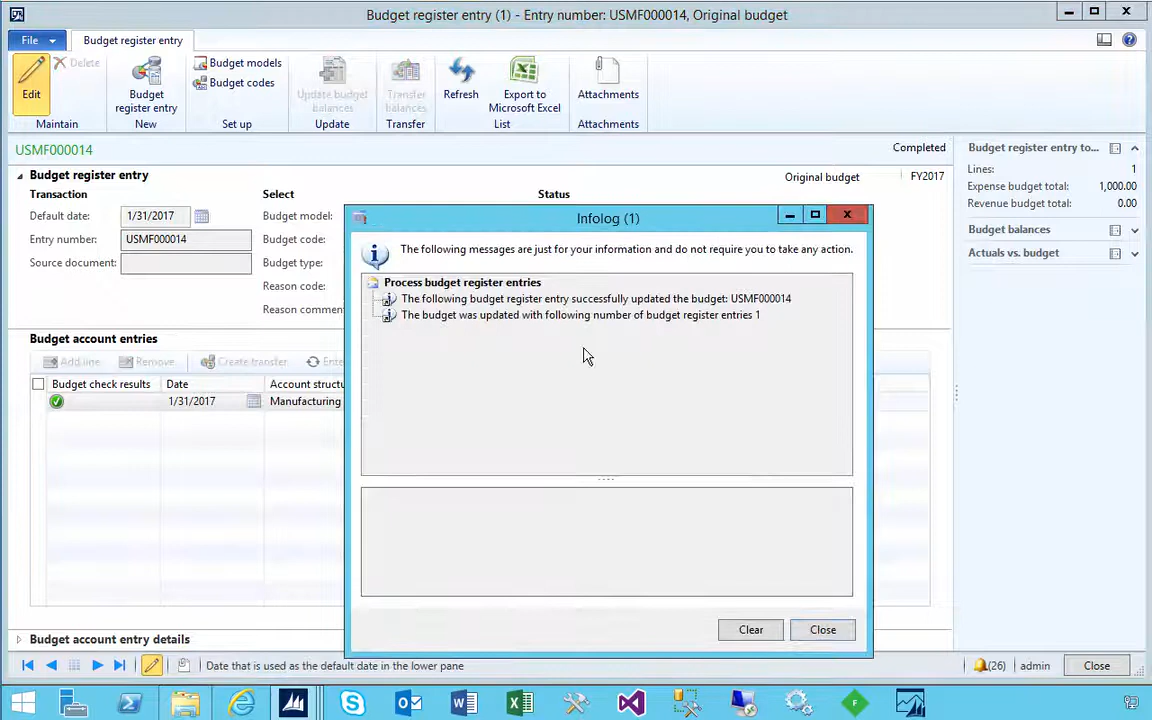 Budget register entry (1) - Entry number: USMF000014, Original budget
File
Budget register entry
Edit
Delete
Maintain
Budget register entry
New
Budget models
Budget codes
Set up
Update budget balances
Update
Transfer balances
Transfer
Refresh
Export to Microsoft Excel
List
Attachments
Attachments
USMF000014
Completed
Budget register entry
Original budget
FY2017
Transaction
Select
Status
Default date:
1/31/2017
Budget model:
Entry number:
USMF000014
Budget code:
Source document:
Budget type:
Reason code:
Reason commen
Budget account entries
Add line
Remove
Create transfer
Ente
Budget check results
Date
Account structu
1/31/2017
Manufacturing
Budget account entry details
Infolog (1)
The following messages are just for your information and do not require you to take any action.
Process budget register entries
The following budget register entry successfully updated the budget: USMF000014
The budget was updated with following number of budget register entries 1
Clear
Close
Budget register entry to...
Lines:
1
Expense budget total:
1,000.00
Revenue budget total:
0.00
Budget balances
Actuals vs. budget
Date that is used as the default date in the lower pane
(26)
admin
Close